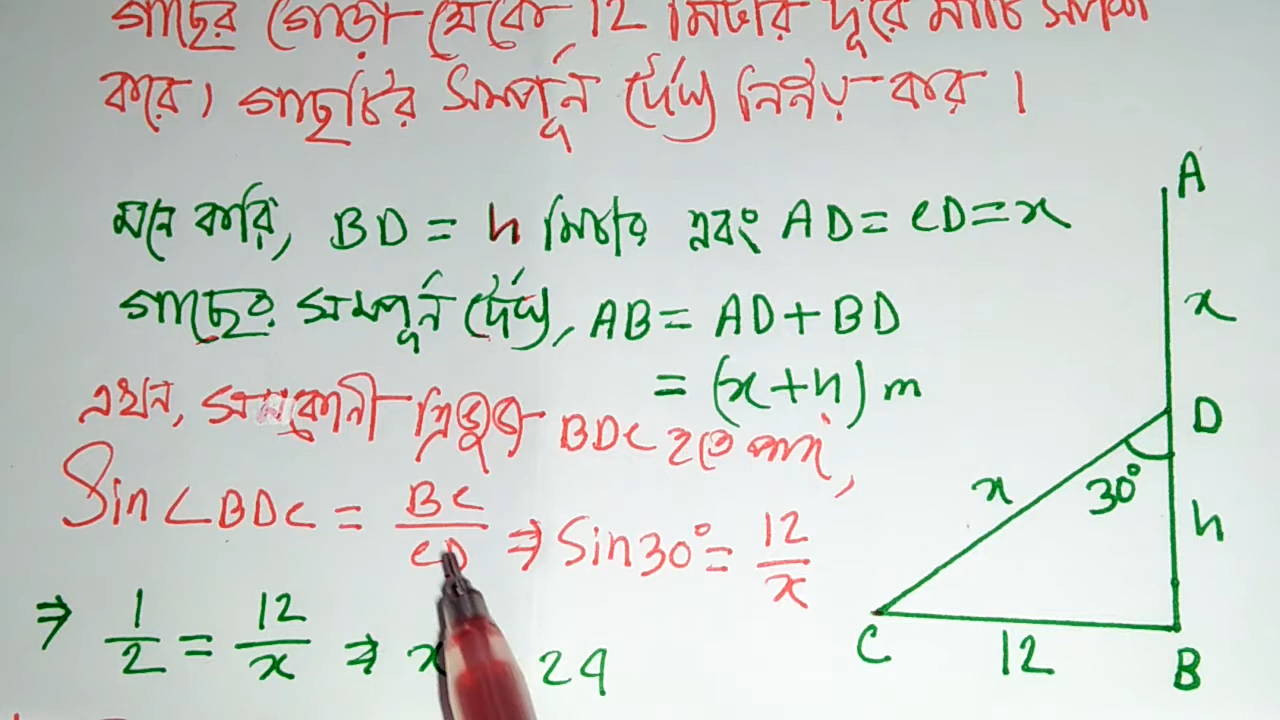 গাছের গোড়া থেকে 12 মিটার দূরে মাটি স্পর্শ
করে। গাছটির সম্পূর্ন দৈর্ঘ্য নির্নয় কর।
মনে করি, BD = h মিটার এবং AD = CD = x
গাছের সম্পূর্ন দৈর্ঘ্য, AB = AD + BD
= (x + h) m
এখন, সমকোনী ত্রিভুজ BDC হতে পাই,
Sin∠BDC = BC/CD ⇒ Sin30° = 12/x
⇒ 1/2 = 12/x ⇒ x 24
A
x
D
30°
x
h
C
12
B